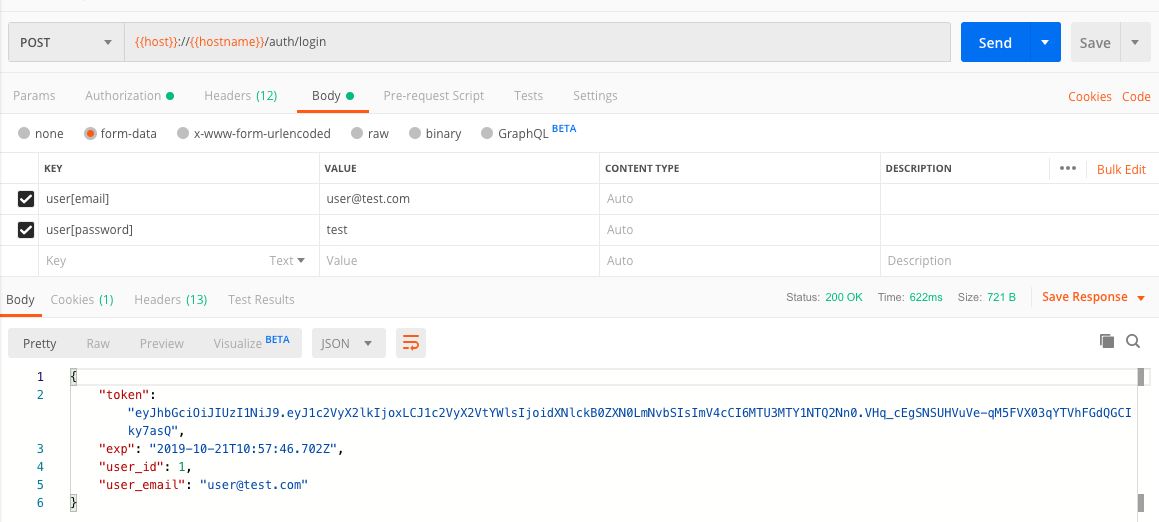 POST {{host}}://{{hostname}}/auth/login Send Save
Params Authorization Headers (12) Body Pre-request Script Tests Settings Cookies Code
none form-data x-www-form-urlencoded raw binary GraphQL BETA
KEY VALUE CONTENT TYPE DESCRIPTION ••• Bulk Edit
user[email] user@test.com Auto
user[password] test Auto
Key Text Value Auto Description
Body Cookies (1) Headers (13) Test Results Status: 200 OK Time: 622ms Size: 721 B Save Response
Pretty Raw Preview Visualize BETA JSON
1 {
2 "token":
"eyJhbGciOiJIUzI1NiJ9.eyJ1c2VyX2lkIjoxLCJ1c2VyX2VtYWlsIjoidXNlckB0ZXN0LmNvbSIsImV4cCI6MTU3MTY1NTQ2Nn0.VHq_cEgSNSUHVuVe-qM5FVX03qYTVhFGdQGCI
ky7asQ",
3 "exp": "2019-10-21T10:57:46.702Z",
4 "user_id": 1,
5 "user_email": "user@test.com"
6 }